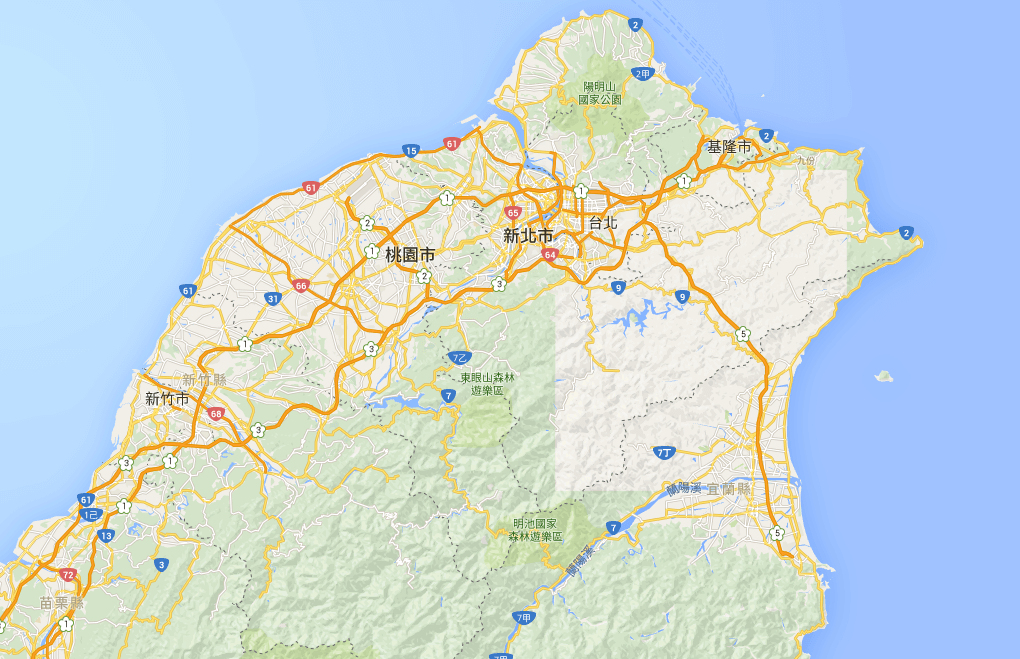 2
2甲
陽明山
國家公園
2
基隆市
61
15
九份
1
61
1
1
65
2
台北
新北市
2
64
1
桃園市
2
3
9
66
61
31
9
5
1
3
7乙
新竹縣
東眼山森林
遊樂區
7
新竹市
68
3
7丁
3
1
蘭陽溪
宜蘭縣
61
1
1己
明池國家
森林遊樂區
7
13
5
3
蘭陽溪
72
苗栗縣
7甲
1
3
7甲